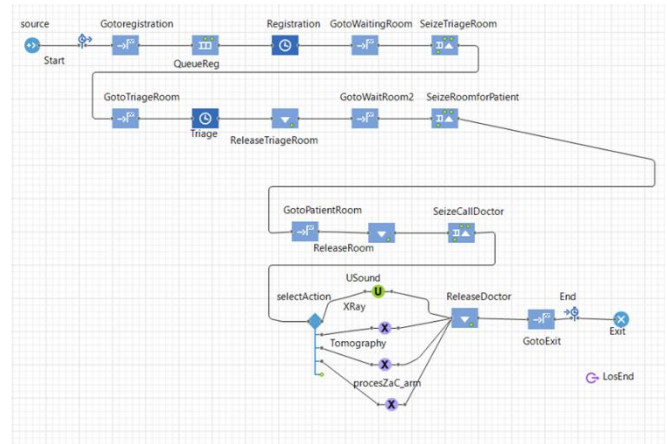 source Gotoregistration Registration GotoWaitingRoom SeizeTriageRoom
Start QueueReg
GotoTriageRoom GotoWaitRoom2 SeizeRoomforPatient
Triage ReleaseTriageRoom
GotoPatientRoom SeizeCallDoctor
ReleaseRoom
USound
selectAction XRay ReleaseDoctor End
U
X
Tomography GotoExit Exit
X
procesZaC_arm LosEnd
X